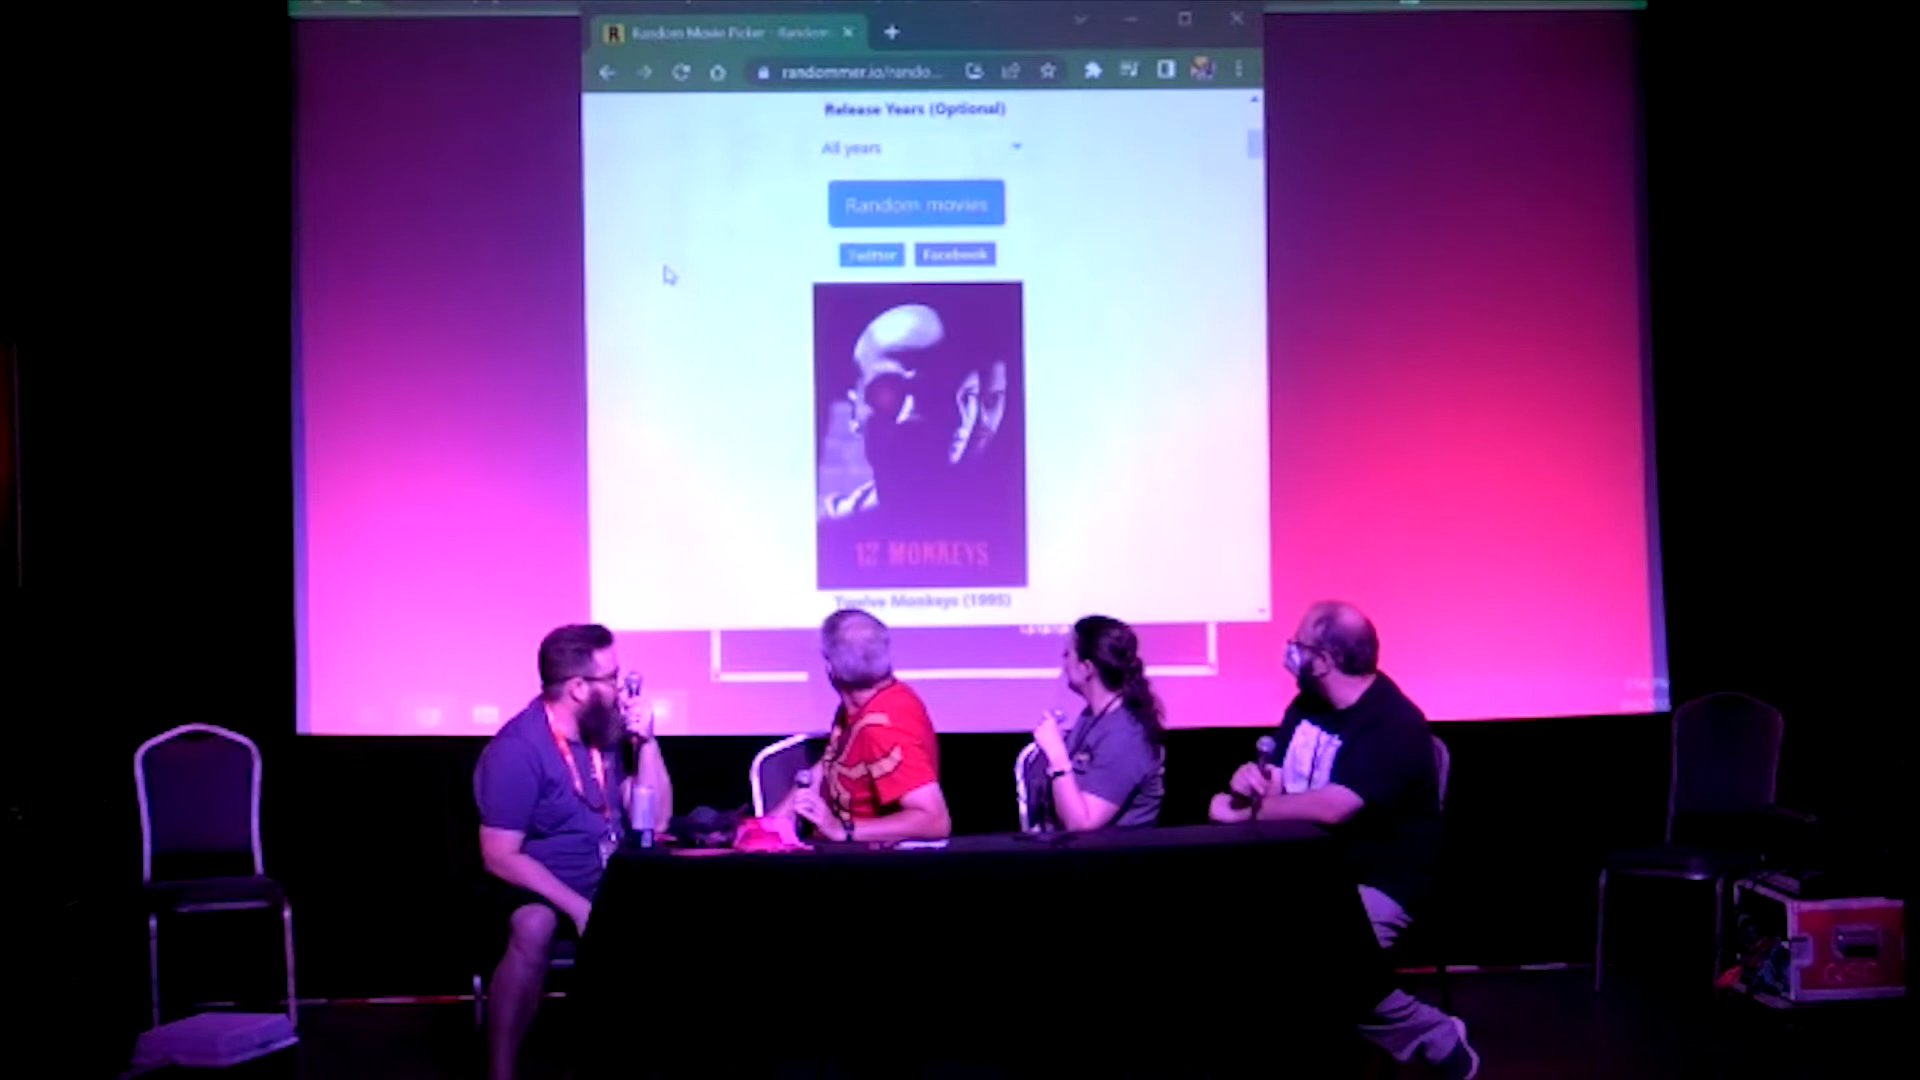 Random Movie Picker - Random
randommer.io/rando...
Release Years (Optional)
All years
Random movies
Twitter Facebook
12 MONKEYS
Twelve Monkeys (1995)
QSC